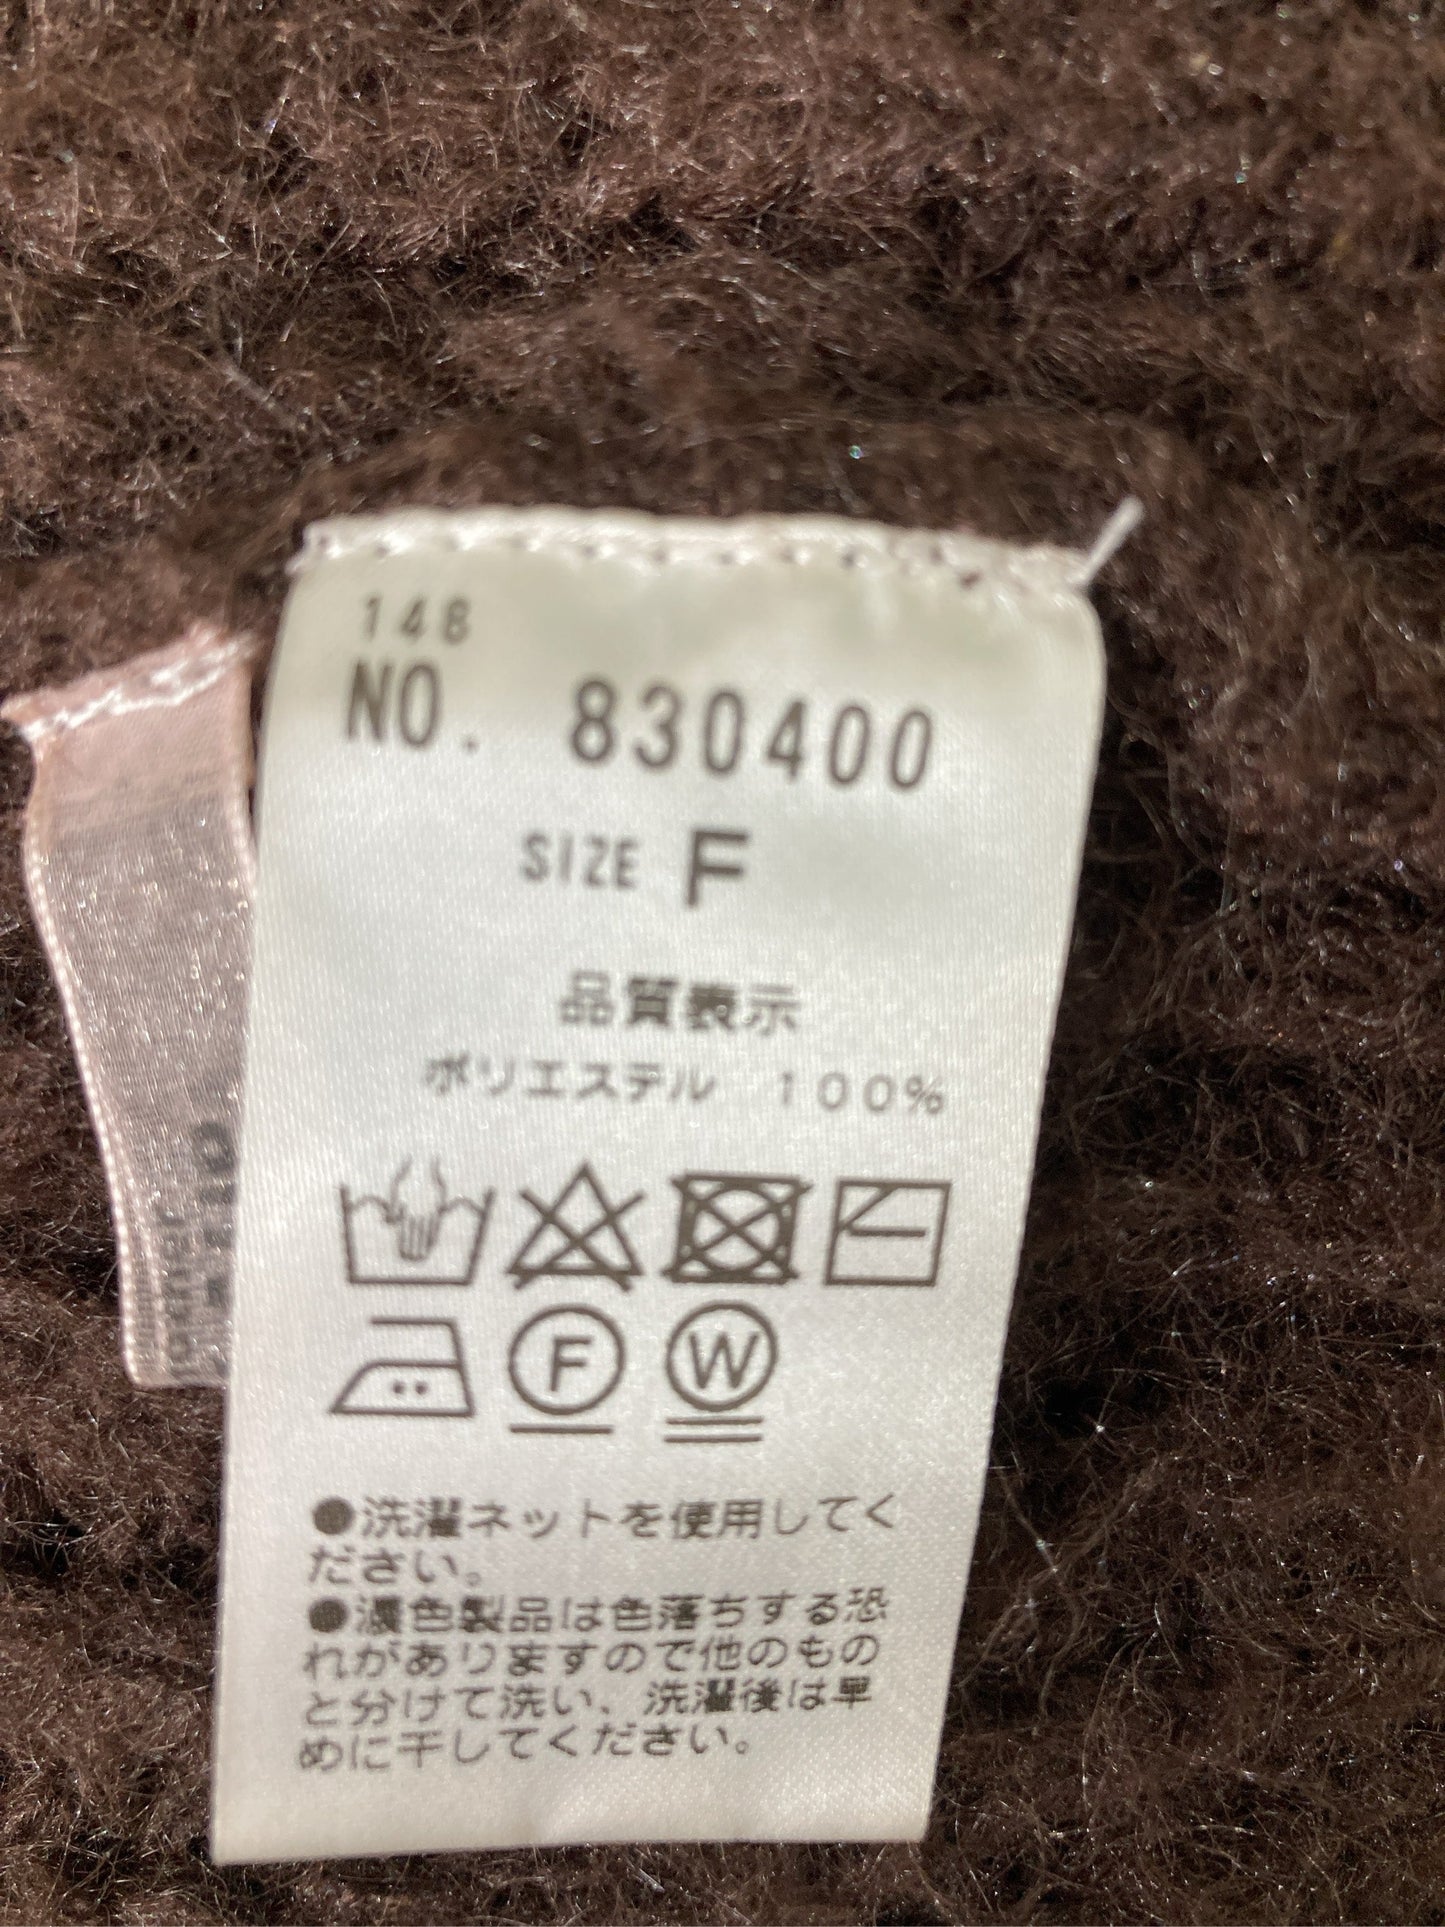 148
NO. 830400
SIZE F
品質表示
ポリエステル 100%
F W
●洗濯ネットを使用してく
ださい。
●濃色製品は色落ちする恐
れがありますので他のもの
と分けて洗い、洗濯後は早
めに干してください。